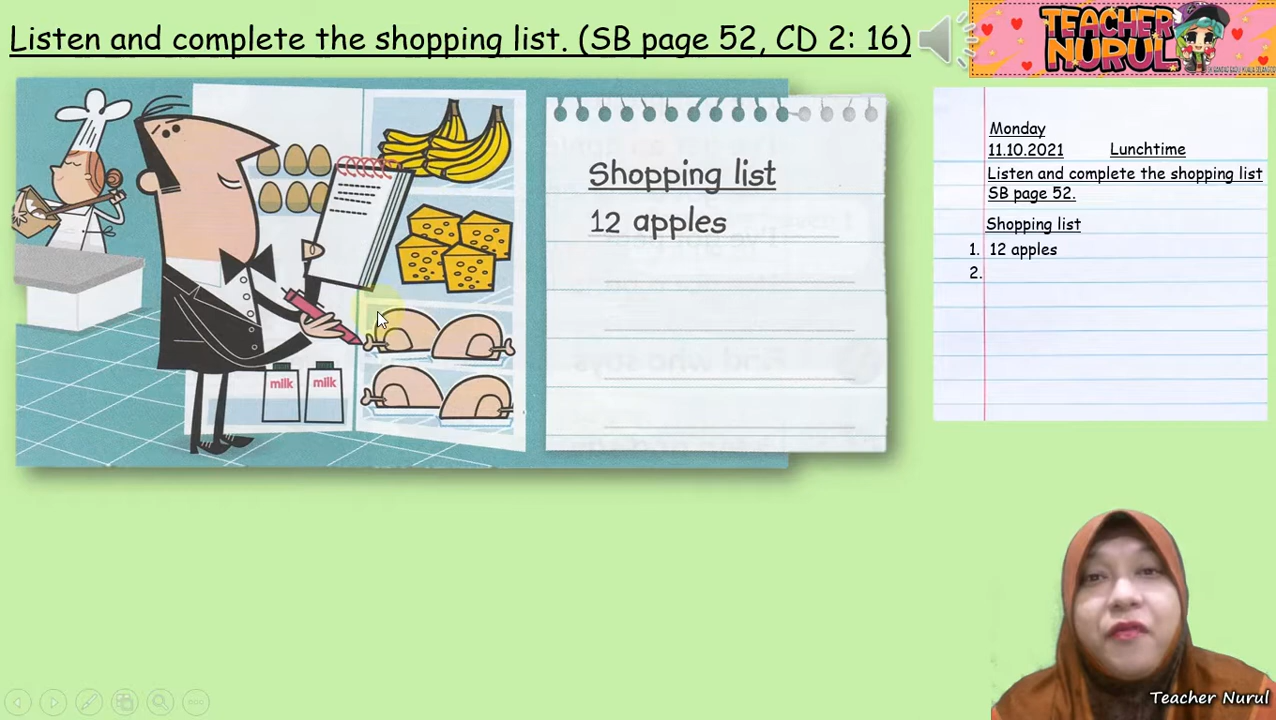 Listen and complete the shopping list. (SB page 52, CD 2: 16)
TEACHER
NURUL
Shopping list
12 apples
milk
milk
Monday
11.10.2021 Lunchtime
Listen and complete the shopping list
SB page 52.
Shopping list
1. 12 apples
2.
Teacher Nurul